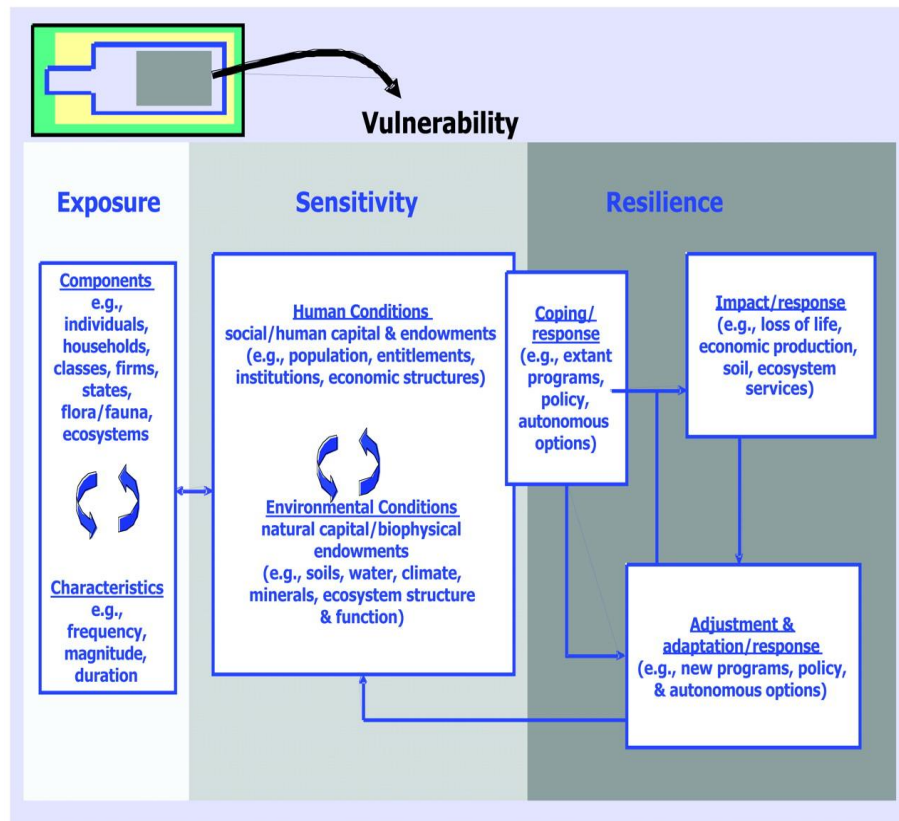 Vulnerability
Exposure
Sensitivity
Resilience
Components
e.g.,
individuals,
households,
classes, firms,
states,
flora/fauna,
ecosystems
Characteristics
e.g.,
frequency,
magnitude,
duration
Human Conditions
social/human capital & endowments
(e.g., population, entitlements,
institutions, economic structures)
Environmental Conditions
natural capital/biophysical
endowments
(e.g., soils, water, climate,
minerals, ecosystem structure
& function)
Coping/
response
(e.g., extant
programs,
policy,
autonomous
options)
Impact/response
(e.g., loss of life,
economic production,
soil, ecosystem
services)
Adjustment &
adaptation/response
(e.g., new programs, policy,
& autonomous options)